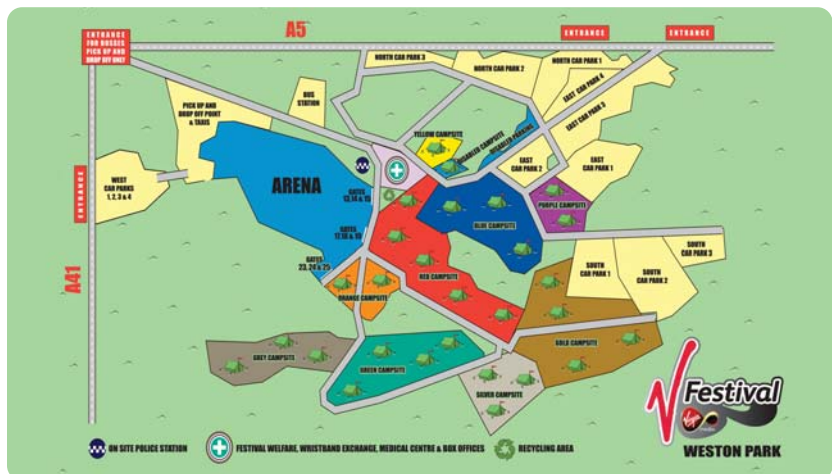 A5
ENTRANCE
FOR BUSSES
PICK UP AND
DROP OFF ONLY
ENTRANCE
ENTRANCE
NORTH CAR PARK 3
NORTH CAR PARK 2
NORTH CAR PARK 1
EAST CAR PARK 4
EAST CAR PARK 3
BUS
STATION
PICK UP AND
DROP OFF POINT
& TAXIS
YELLOW CAMPSITE
DISABLED CAMPSITE
DISABLED PARKING
EAST
CAR PARK 2
EAST
CAR PARK 1
WEST
CAR PARKS
1, 2, 3 & 4
ENTRANCE
ARENA
GATES
13, 14 & 15
PURPLE CAMPSITE
BLUE CAMPSITE
GATES
17, 18 & 19
GATES
23, 24 & 25
RED CAMPSITE
SOUTH
CAR PARK 1
SOUTH
CAR PARK 2
SOUTH
CAR PARK 3
A41
ORANGE CAMPSITE
GREY CAMPSITE
GREEN CAMPSITE
GOLD CAMPSITE
SILVER CAMPSITE
V Festival
Virgin
WESTON PARK
ON SITE POLICE STATION
FESTIVAL WELFARE, WRISTBAND EXCHANGE, MEDICAL CENTRE & BOX OFFICES
RECYCLING AREA